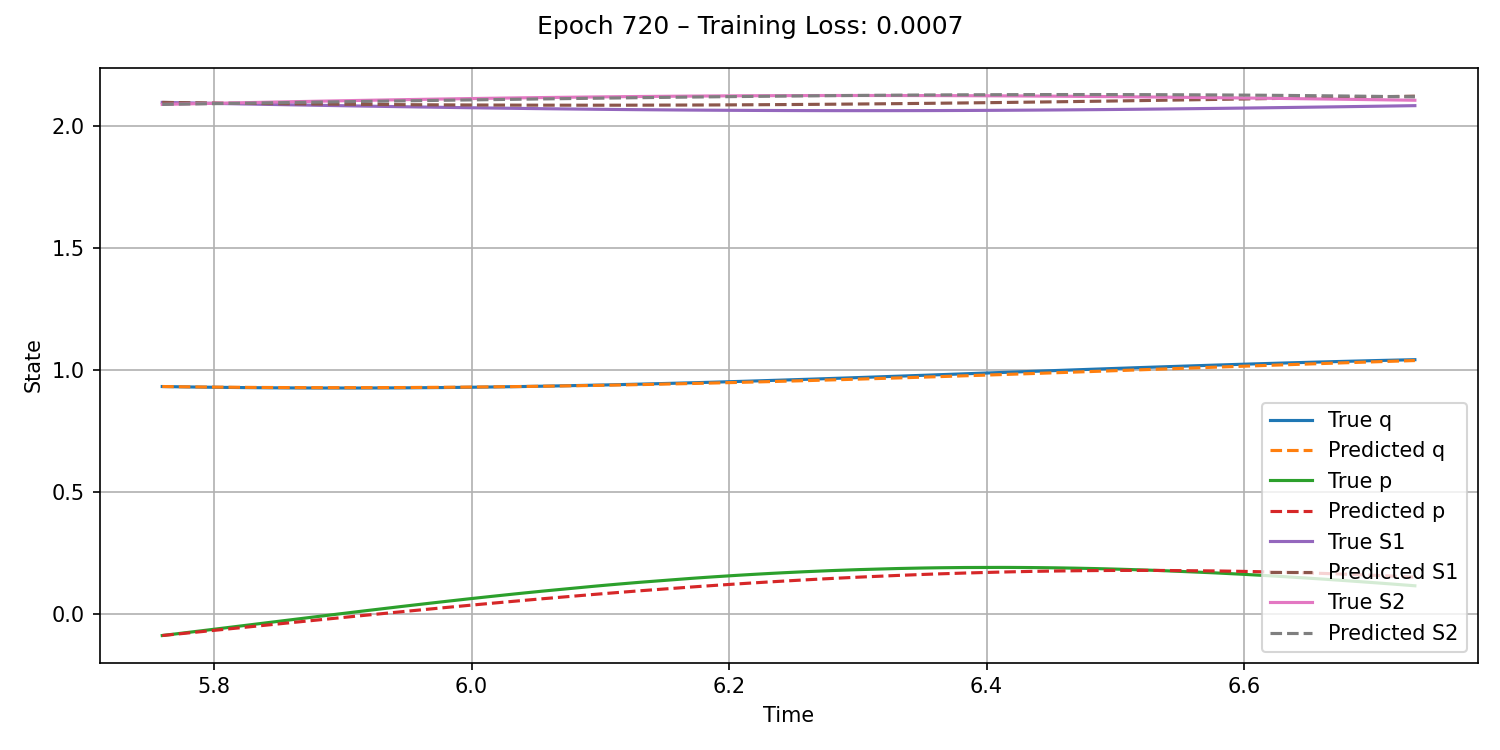 Epoch 720 – Training Loss: 0.0007
State
2.0
1.5
1.0
0.5
0.0
True q
Predicted q
True p
Predicted p
True S1
Predicted S1
True S2
Predicted S2
5.8 6.0 6.2 6.4 6.6
Time